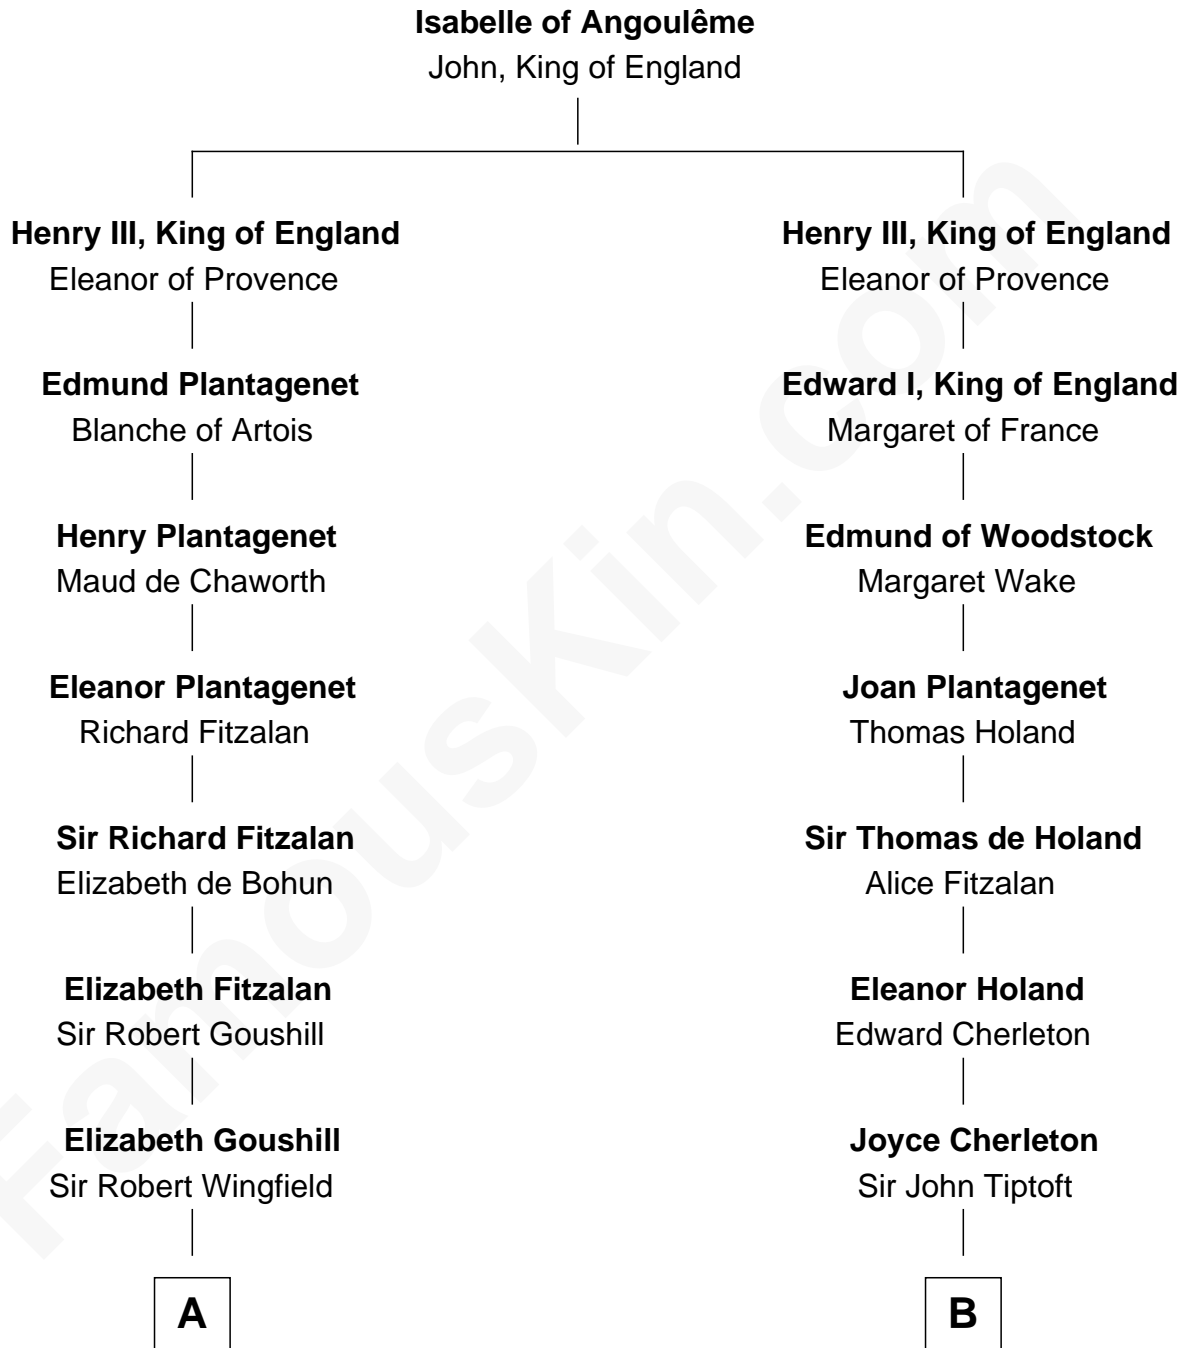 Isabelle of Angoulême
John, King of England
Henry III, King of England
Eleanor of Provence
Edmund Plantagenet
Blanche of Artois
Henry Plantagenet
Maud de Chaworth
Eleanor Plantagenet
Richard Fitzalan
Sir Richard Fitzalan
Elizabeth de Bohun
Elizabeth Fitzalan
Sir Robert Goushill
Elizabeth Goushill
Sir Robert Wingfield
A
Henry III, King of England
Eleanor of Provence
Edward I, King of England
Margaret of France
Edmund of Woodstock
Margaret Wake
Joan Plantagenet
Thomas Holand
Sir Thomas de Holand
Alice Fitzalan
Eleanor Holand
Edward Cherleton
Joyce Cherleton
Sir John Tiptoft
B
FamousKin.com